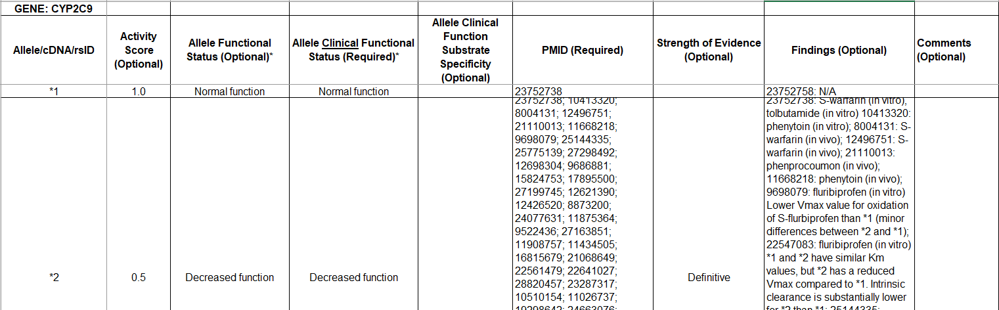 GENE: CYP2C9
Allele/cDNA/rsID
Activity
Score
(Optional)
Allele Functional
Status (Optional)*
Allele Clinical Functional
Status (Required)*
Allele Clinical
Function
Substrate
Specificity
(Optional)
PMID (Required)
Strength of Evidence
(Optional)
Findings (Optional)
Comments
(Optional)
*1
1.0
Normal function
Normal function
23752738
23752758: N/A
*2
0.5
Decreased function
Decreased function
23752738; 10413320;
8004131; 12496751;
21110013; 11668218;
9698079; 25144335;
25775139; 27298492;
12698304; 9686881;
15824753; 17895500;
27199745; 12621390;
12426520; 8873200;
24077631; 11875364;
9522436; 27163851;
11908757; 11434505;
16815679; 21068649;
22561479; 22641027;
28820457; 23287317;
10510154; 11026737;
19298642; 24663076;
Definitive
23752738: S-warfarin (in vitro),
tolbutamide (in vitro) 10413320:
phenytoin (in vitro); 8004131: S-
warfarin (in vivo); 12496751: S-
warfarin (in vivo); 21110013:
phenprocoumon (in vivo);
11668218: phenytoin (in vivo);
9698079: fluribiprofen (in vitro)
Lower Vmax value for oxidation
of S-flurbiprofen than *1 (minor
differences between *2 and *1);
22547083: fluribiprofen (in vitro)
*1 and *2 have similar Km
values, but *2 has a reduced
Vmax compared to *1. Intrinsic
clearance is substantially lower
for *2 than *1; 25144335: